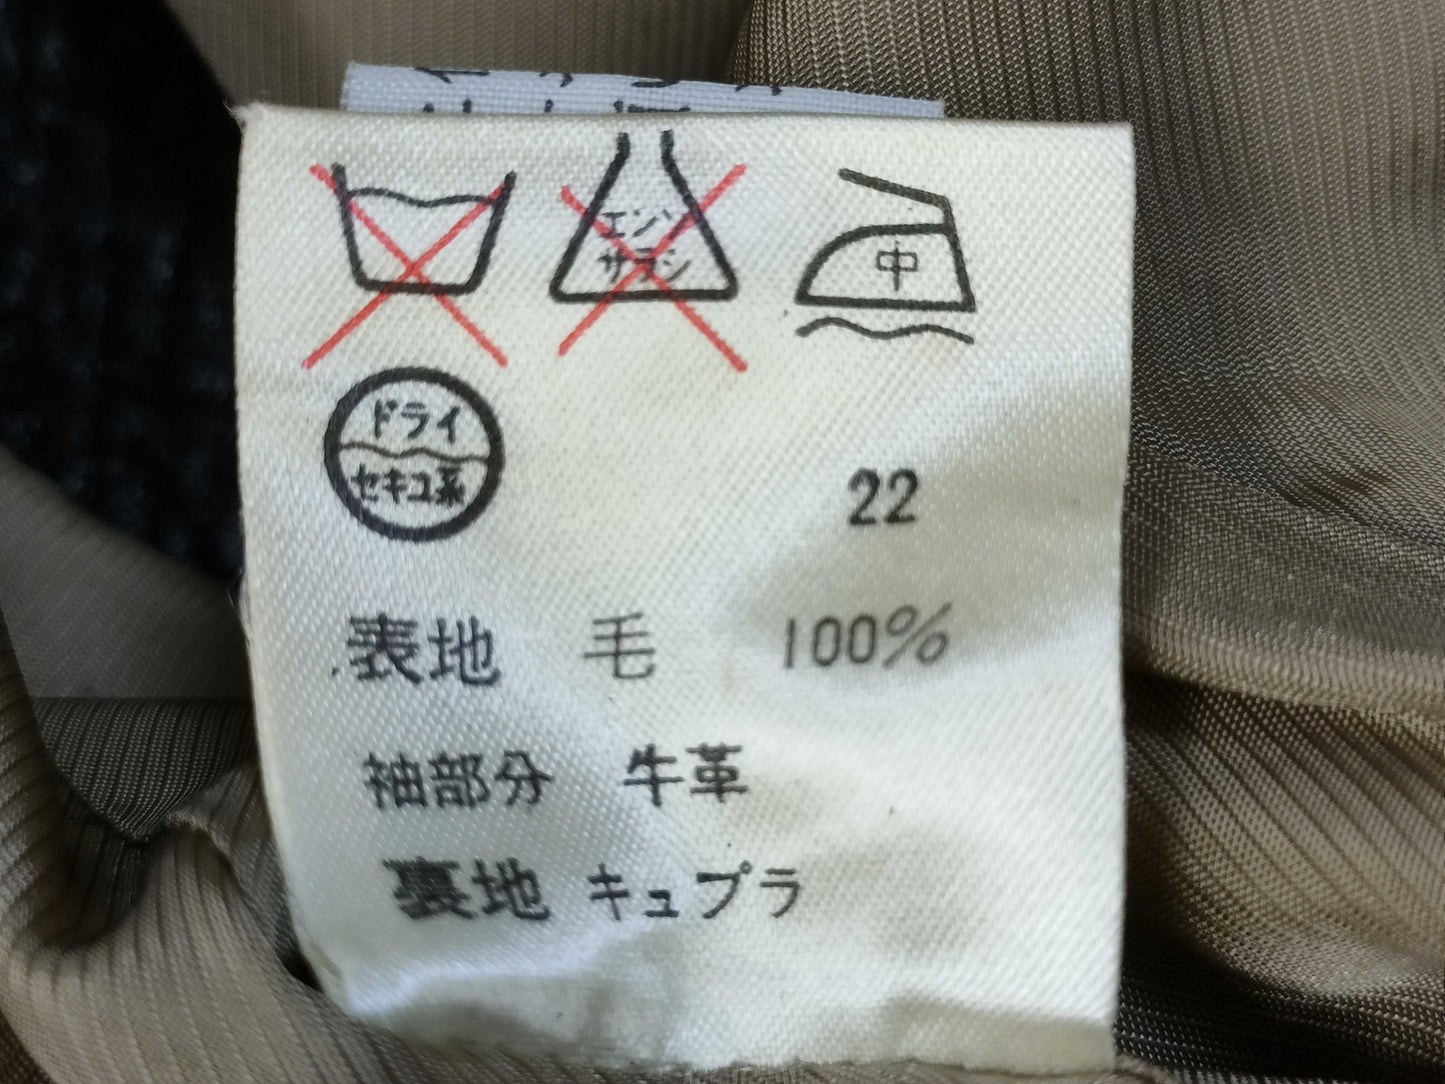 エンソ
サラシ
中
ドライ
セキユ系
22
表地 毛 100%
袖部分 牛革
裏地 キュプラ